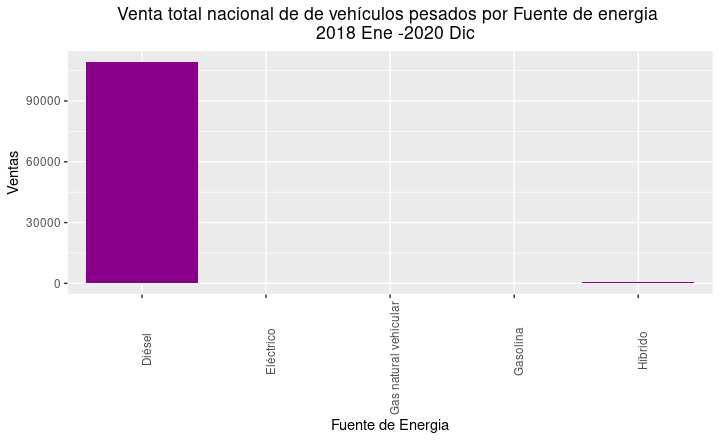 Venta total nacional de de vehículos pesados por Fuente de energia
2018 Ene -2020 Dic
Ventas
90000
60000
30000
0
Diésel
Eléctrico
Gas natural vehicular
Gasolina
Híbrido
Fuente de Energia